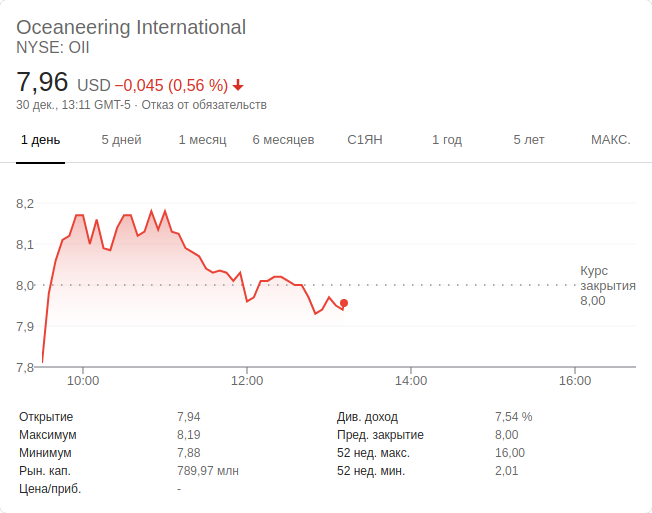 Oceaneering International
NYSE: OII
7,96 USD −0,045 (0,56 %)
30 дек., 13:11 GMT-5 · Отказ от обязательств
1 день 5 дней 1 месяц 6 месяцев С1ЯН 1 год 5 лет МАКС.
8,2
8,1
8,0
7,9
7,8
Курс
закрытия
8,00
10:00 12:00 14:00 16:00
Открытие 7,94 Див. доход 7,54 %
Максимум 8,19 Пред. закрытие 8,00
Минимум 7,88 52 нед. макс. 16,00
Рын. кап. 789,97 млн 52 нед. мин. 2,01
Цена/приб. -